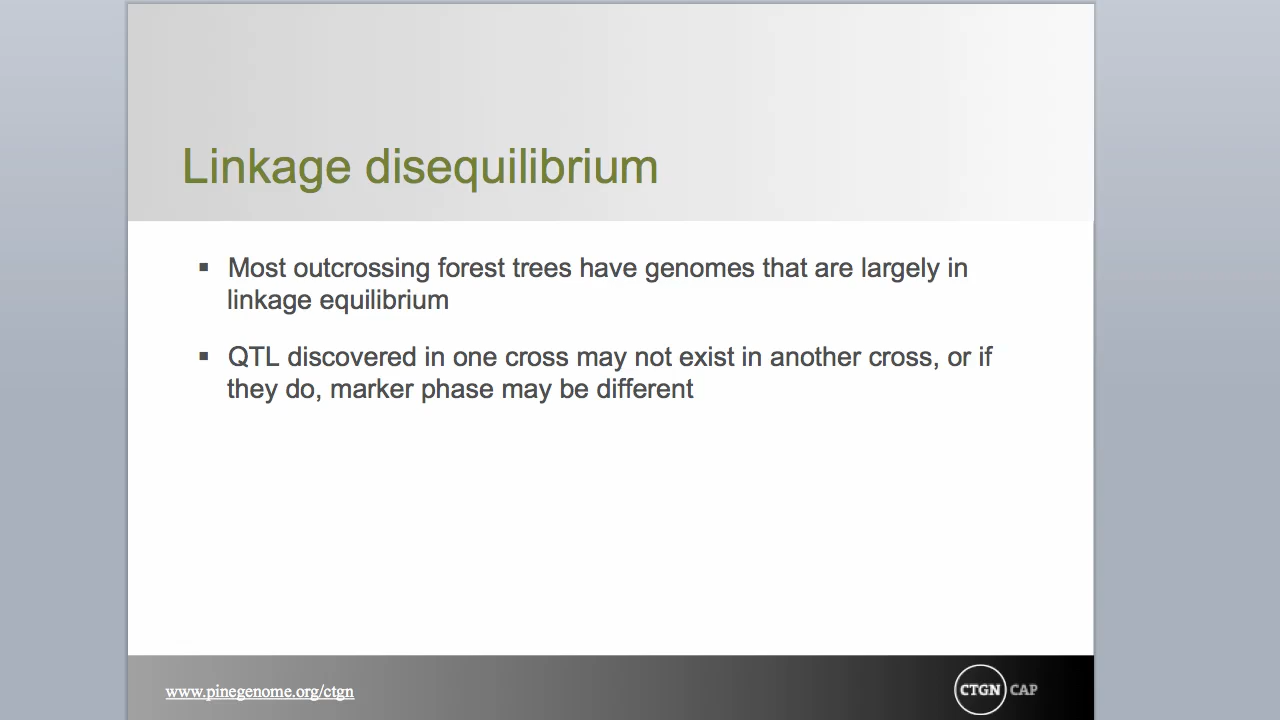 Linkage disequilibrium
▪ Most outcrossing forest trees have genomes that are largely in
linkage equilibrium
▪ QTL discovered in one cross may not exist in another cross, or if
they do, marker phase may be different
www.pinegenome.org/ctgn
CTGN CAP